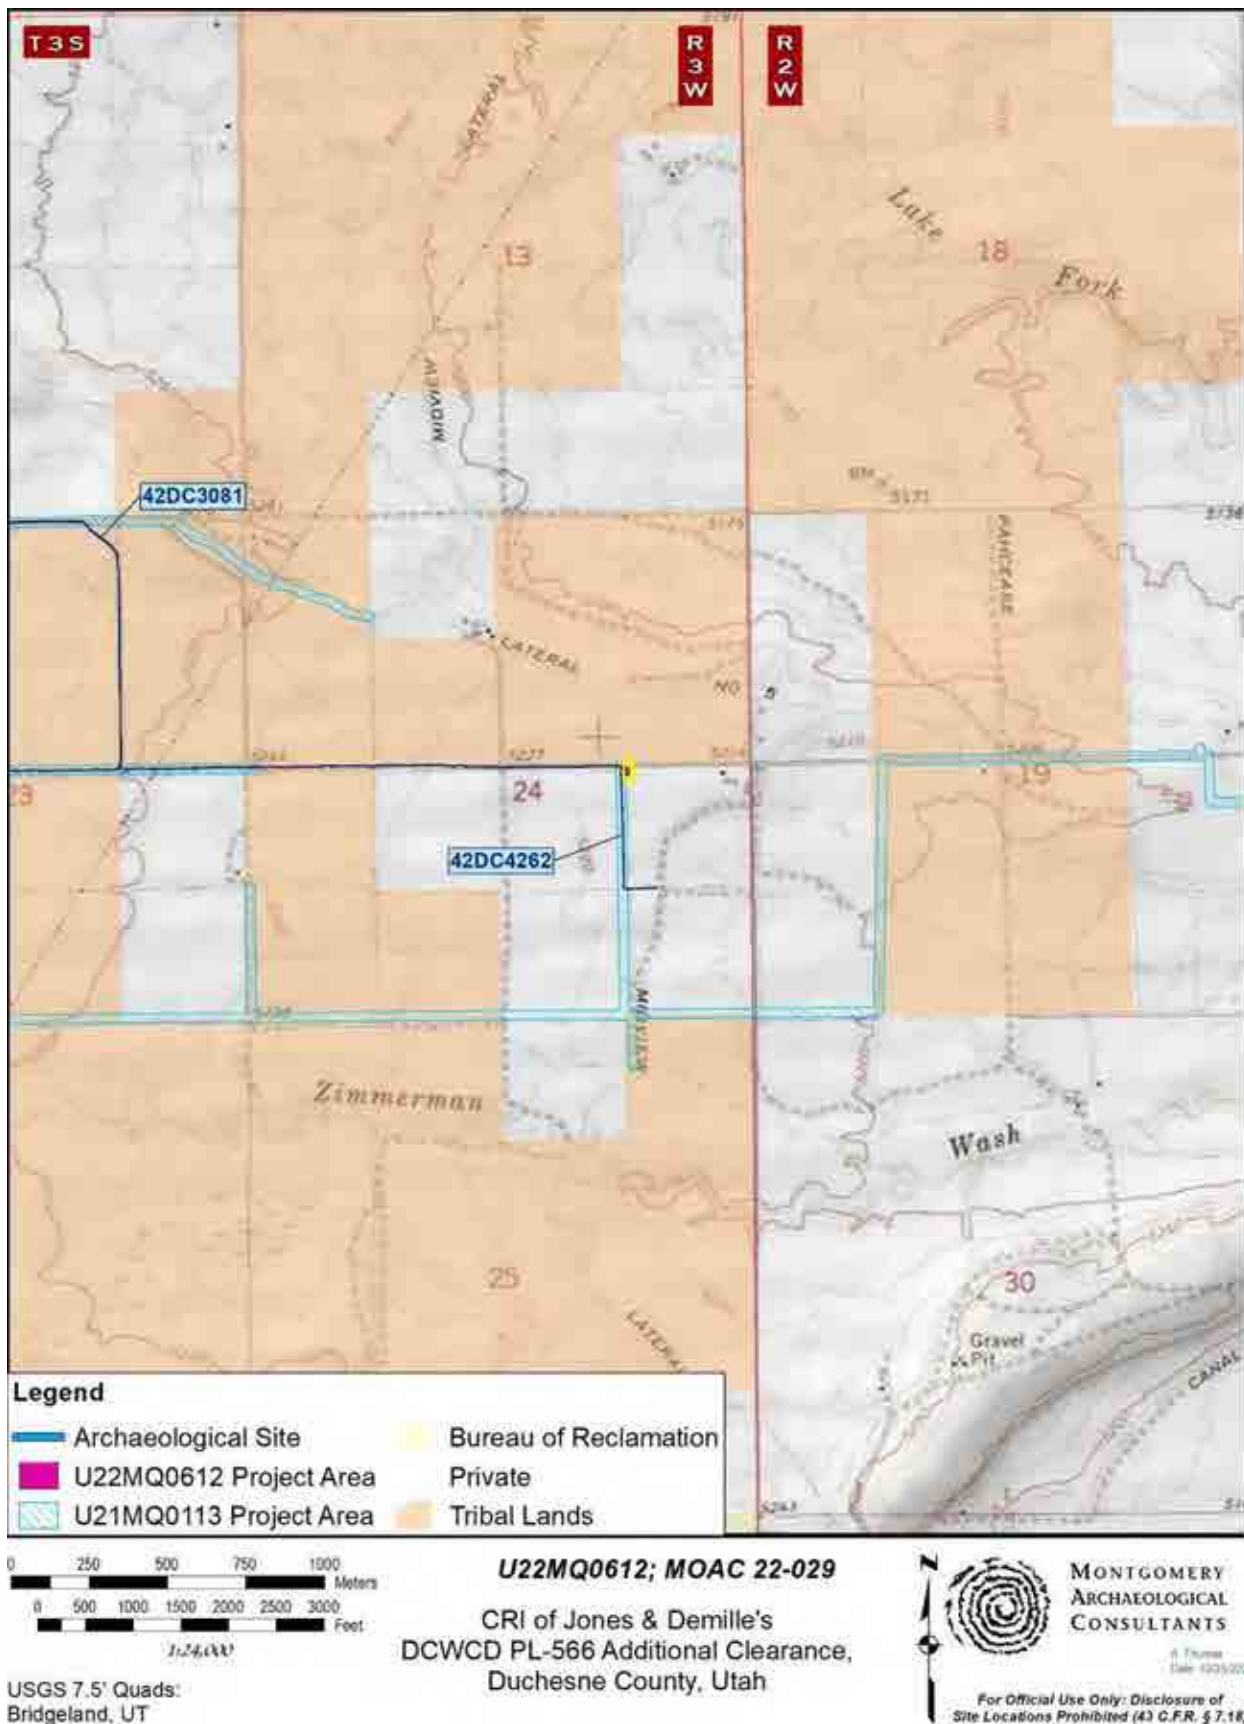 T3S
R
3
W
R
2
W
LATERAL
13
18
Lake
Fork
MIDVIEW
42DC3081
BM
5171
PAHCEASE
LATERAL
NO.
5
24
19
42DC4262
MIDVIEW
Zimmerman
Wash
25
30
LATERAL
Gravel
Pit
CANAL
5243
Legend
Archaeological Site
U22MQ0612 Project Area
U21MQ0113 Project Area
Bureau of Reclamation
Private
Tribal Lands
0 250 500 750 1000
Meters
0 500 1000 1500 2000 2500 3000
Feet
1:24,000
USGS 7.5' Quads:
Bridgeland, UT
U22MQ0612; MOAC 22-029
CRI of Jones & Demille's
DCWCD PL-566 Additional Clearance,
Duchesne County, Utah
N
MONTGOMERY
ARCHAEOLOGICAL
CONSULTANTS
For Official Use Only: Disclosure of
Site Locations Prohibited (43 C.F.R. § 7.18)